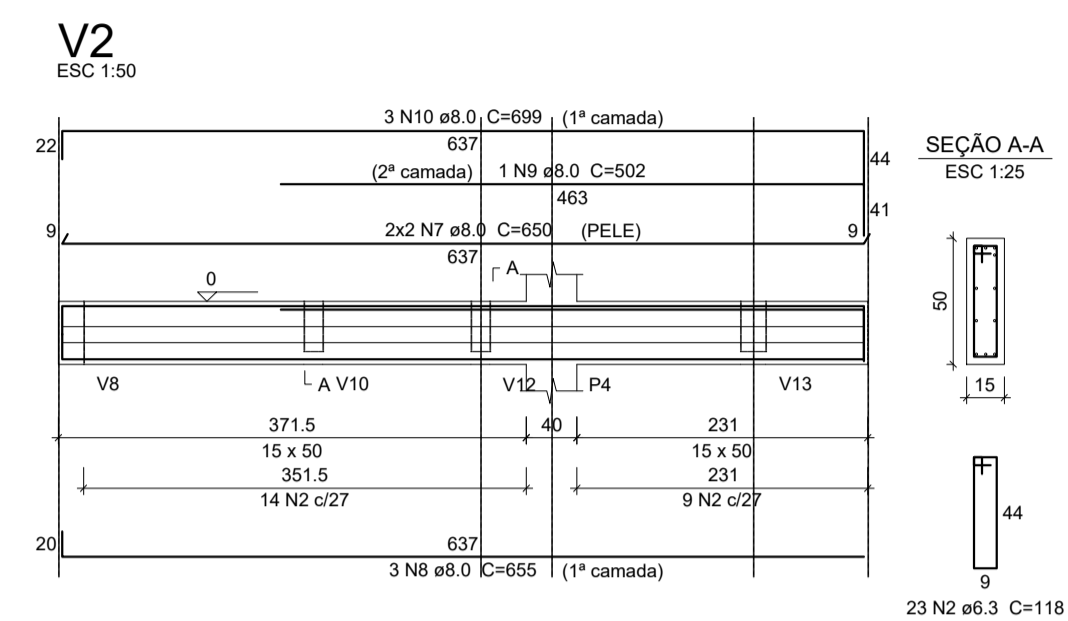 V2
ESC 1:50
3 N10 ø8.0 C=699 (1ª camada)
22
637
44
(2ª camada) 1 N9 ø8.0 C=502
463
41
9
2x2 N7 ø8.0 C=650 (PELE)
9
637
A
0
V8
A V10
V12
P4
V13
371.5
40
231
15 x 50
15 x 50
351.5
231
14 N2 c/27
9 N2 c/27
20
637
3 N8 ø8.0 C=655 (1ª camada)
SEÇÃO A-A
ESC 1:25
50
15
44
9
23 N2 ø6.3 C=118